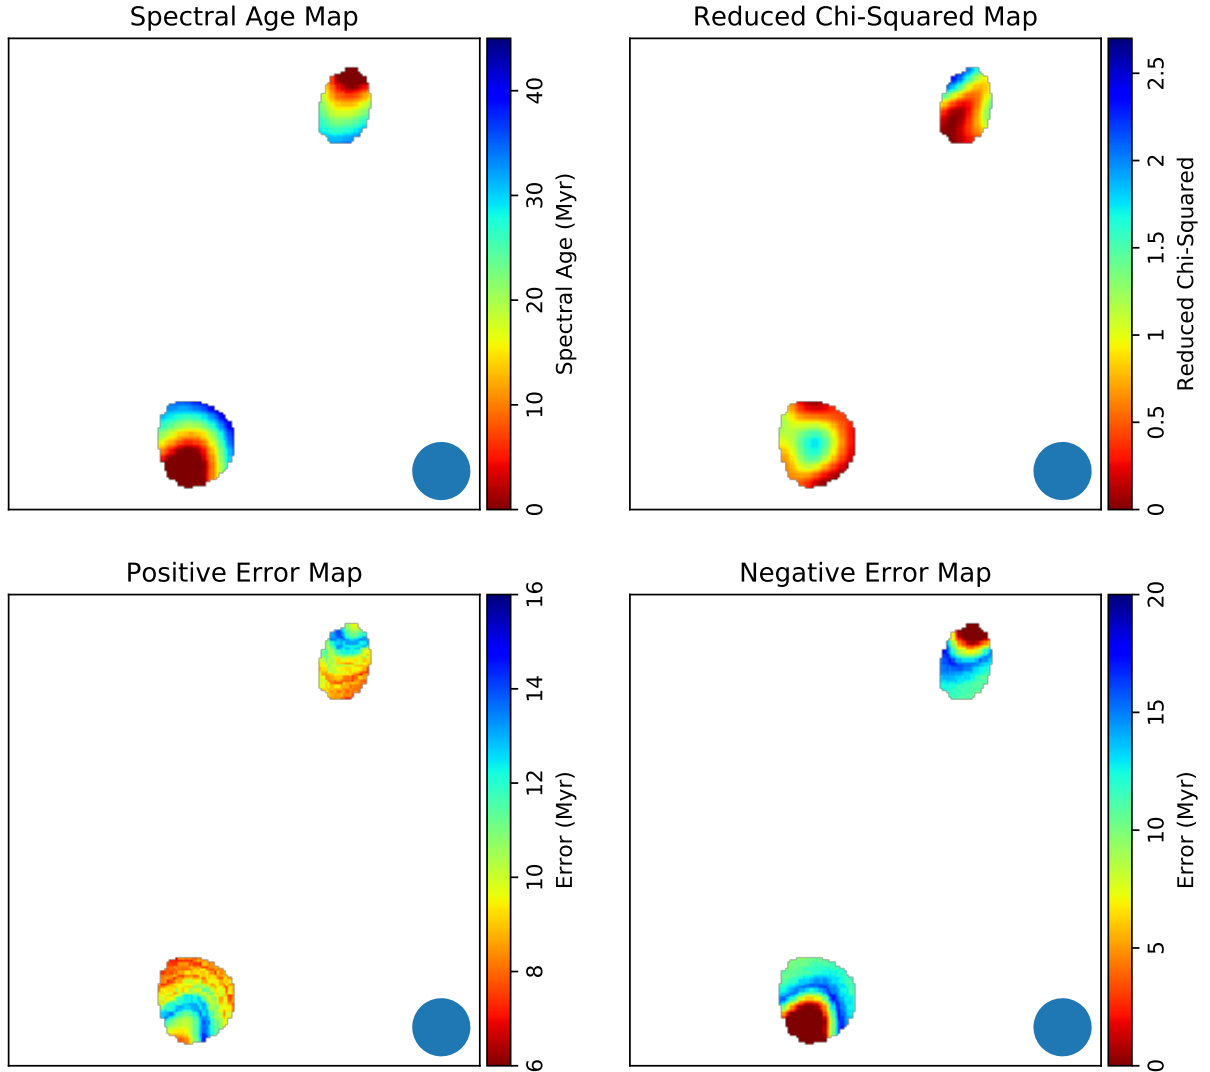 Spectral Age Map
0
10
20
30
40
Spectral Age (Myr)
Reduced Chi-Squared Map
0
0.5
1
1.5
2
2.5
Reduced Chi-Squared
Positive Error Map
6
8
10
12
14
16
Error (Myr)
Negative Error Map
0
5
10
15
20
Error (Myr)